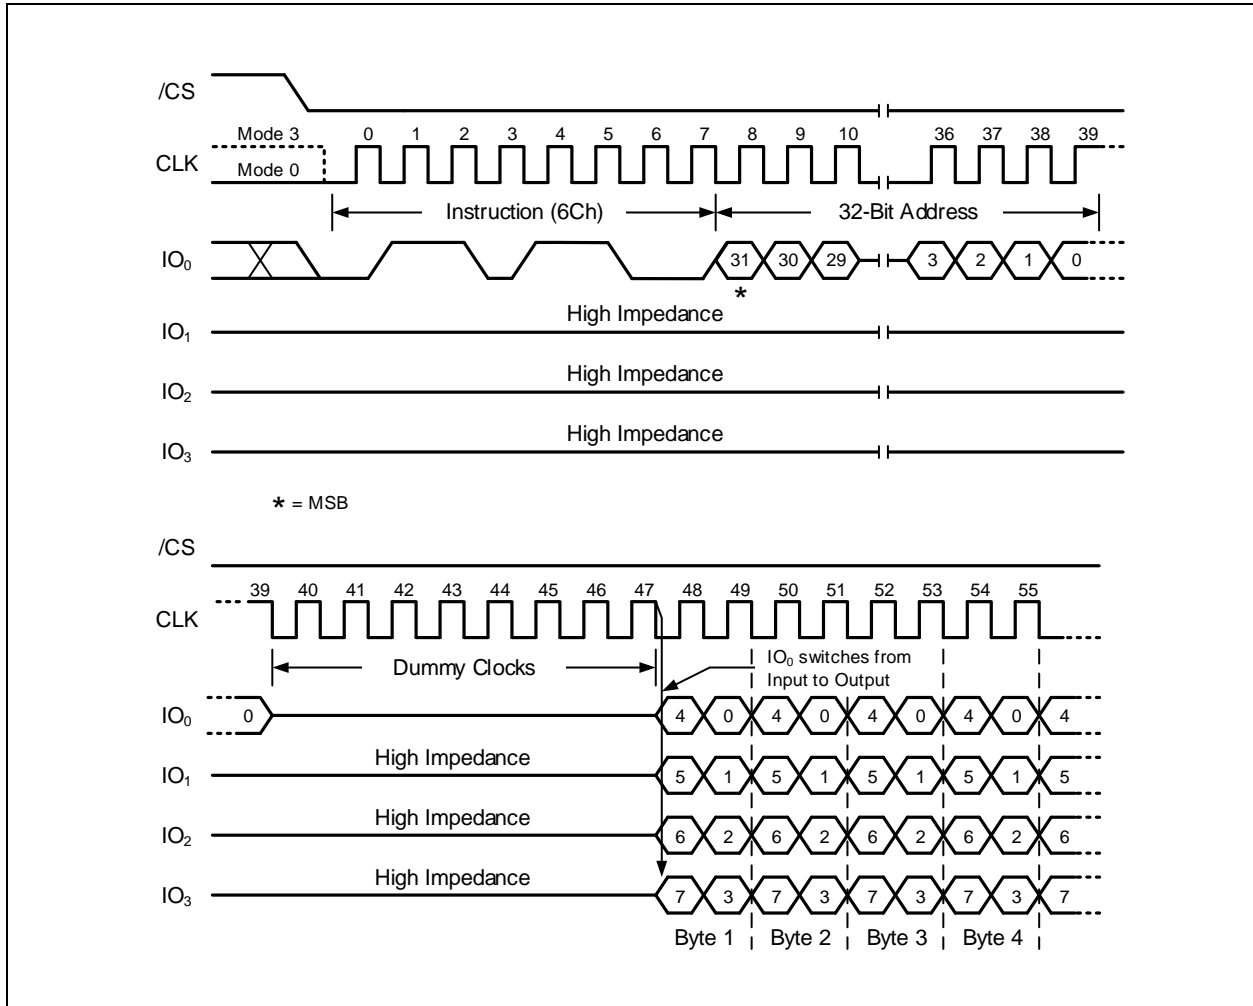 /CS
Mode 3 0 1 2 3 4 5 6 7 8 9 10 36 37 38 39
CLK
Mode 0
Instruction (6Ch) 32-Bit Address
IO₀ 31 30 29 3 2 1 0
*
High Impedance
IO₁
High Impedance
IO₂
High Impedance
IO₃
* = MSB
/CS
39 40 41 42 43 44 45 46 47 48 49 50 51 52 53 54 55
CLK
Dummy Clocks
IO₀ switches from
Input to Output
IO₀ 0 4 0 4 0 4 0 4 0 4
High Impedance
IO₁ 5 1 5 1 5 1 5 1 5
High Impedance
IO₂ 6 2 6 2 6 2 6 2 6
High Impedance
IO₃ 7 3 7 3 7 3 7 3 7
Byte 1 Byte 2 Byte 3 Byte 4